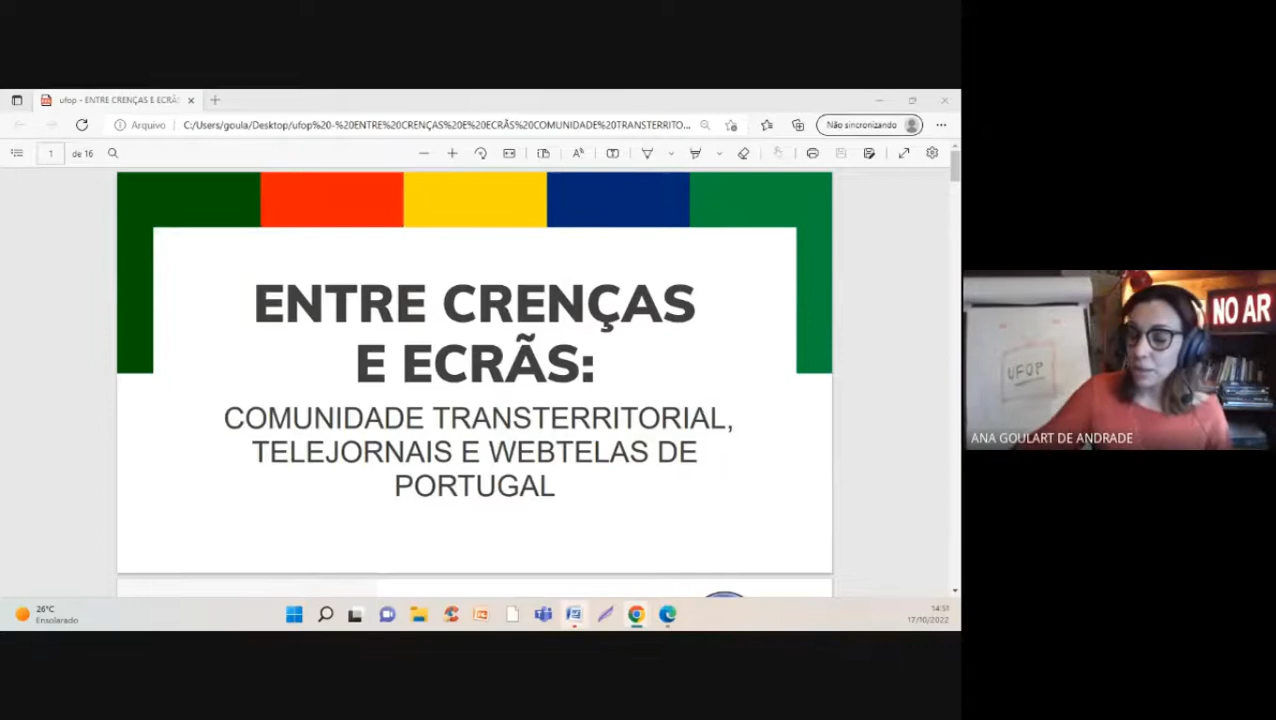 ufop - ENTRE CRENÇAS E ECRÃS:
Arquivo
C:/Users/goula/Desktop/ufop%20-%20ENTRE%20CRENÇAS%20E%20ECRÃS%20COMUNIDADE%20TRANSTERRITO...
Não sincronizando
1
de 16
ENTRE CRENÇAS
E ECRÃS:
COMUNIDADE TRANSTERRITORIAL,
TELEJORNAIS E WEBTELAS DE
PORTUGAL
NO AR
UFOP
ANA GOULART DE ANDRADE
26°C
Ensolarado
14:51
17/10/2022